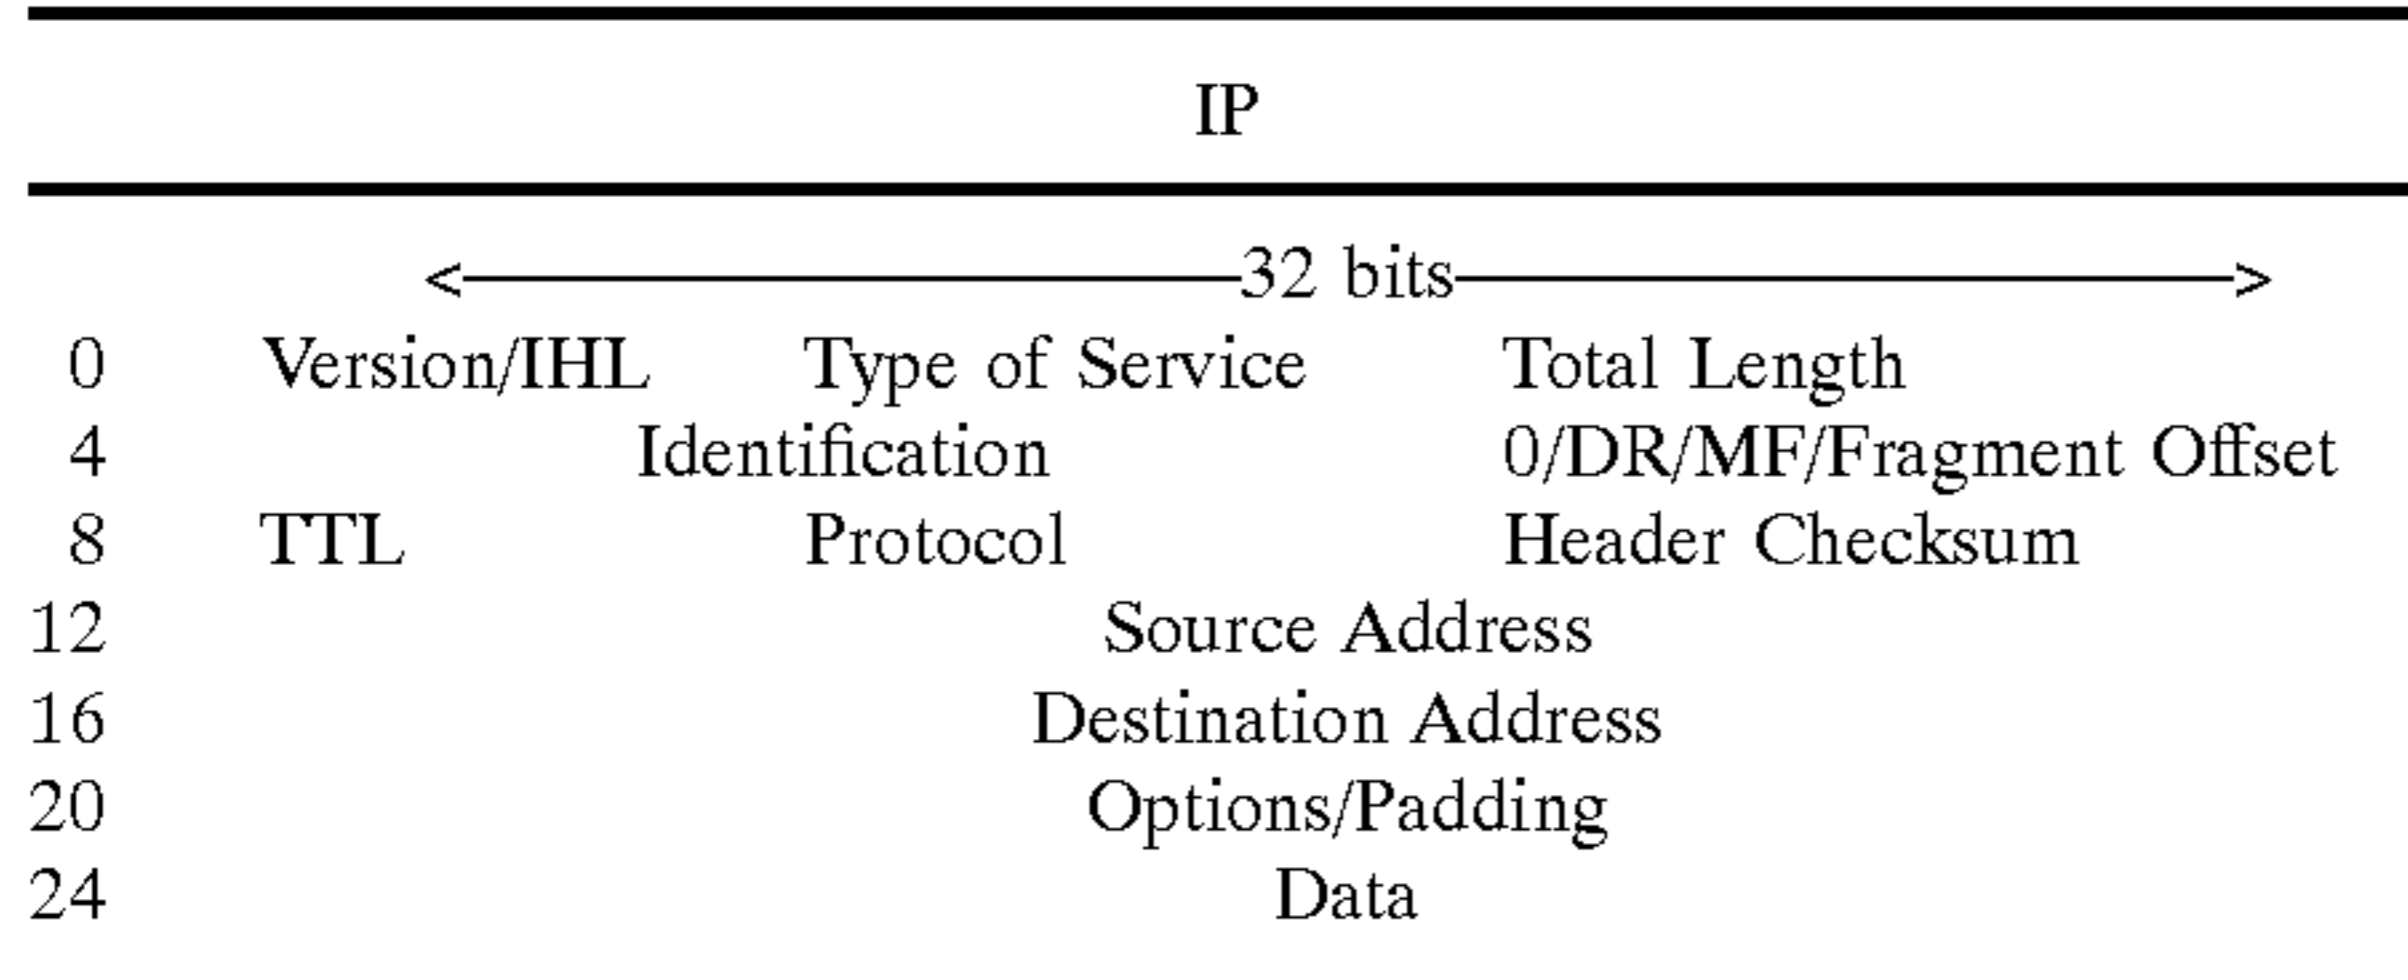 IP
<32 bits>
0 Version/IHL Type of Service Total Length
4 Identification 0/DR/MF/Fragment Offset
8 TTL Protocol Header Checksum
12 Source Address
16 Destination Address
20 Options/Padding
24 Data